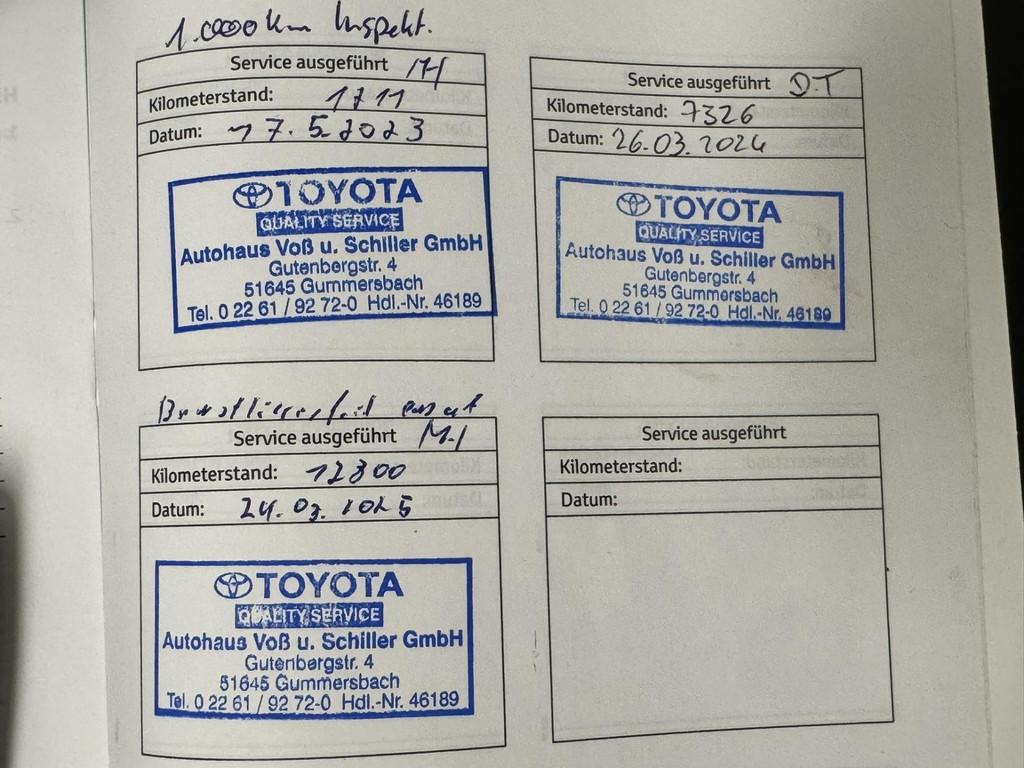 1.000 km Inspekt.
Service ausgeführt
Kilometerstand: 1711
Datum: 17.5.2023
TOYOTA
QUALITY SERVICE
Autohaus Voß u. Schiller GmbH
Gutenbergstr. 4
51645 Gummersbach
Tel. 0 22 61 / 92 72-0 Hdl.-Nr. 46189
Service ausgeführt D.T
Kilometerstand: 7326
Datum: 26.03.2024
TOYOTA
QUALITY SERVICE
Autohaus Voß u. Schiller GmbH
Gutenbergstr. 4
51645 Gummersbach
Tel. 0 22 61 / 92 72-0 Hdl.-Nr. 46189
Bremsflüssigkeit ersetzt
Service ausgeführt
Kilometerstand: 12800
Datum: 24.03.2025
TOYOTA
QUALITY SERVICE
Autohaus Voß u. Schiller GmbH
Gutenbergstr. 4
51645 Gummersbach
Tel. 0 22 61 / 92 72-0 Hdl.-Nr. 46189
Service ausgeführt
Kilometerstand:
Datum: